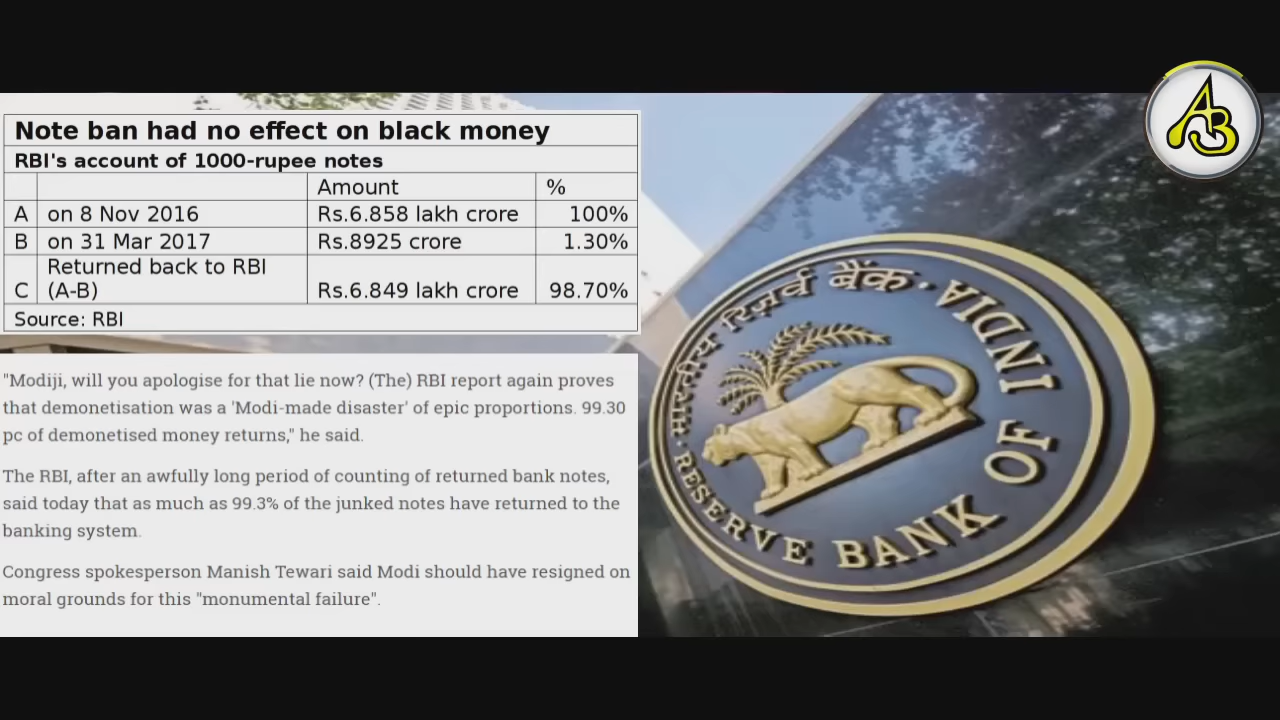 Note ban had no effect on black money
RBI's account of 1000-rupee notes
Amount %
A on 8 Nov 2016 Rs.6.858 lakh crore 100%
B on 31 Mar 2017 Rs.8925 crore 1.30%
Returned back to RBI
C (A-B) Rs.6.849 lakh crore 98.70%
Source: RBI
"Modiji, will you apologise for that lie now? (The) RBI report again proves
that demonetisation was a 'Modi-made disaster' of epic proportions. 99.30
pc of demonetised money returns," he said.
The RBI, after an awfully long period of counting of returned bank notes,
said today that as much as 99.3% of the junked notes have returned to the
banking system.
Congress spokesperson Manish Tewari said Modi should have resigned on
moral grounds for this "monumental failure".
भारतीय रिज़र्व बैंक
RESERVE BANK OF INDIA
AB